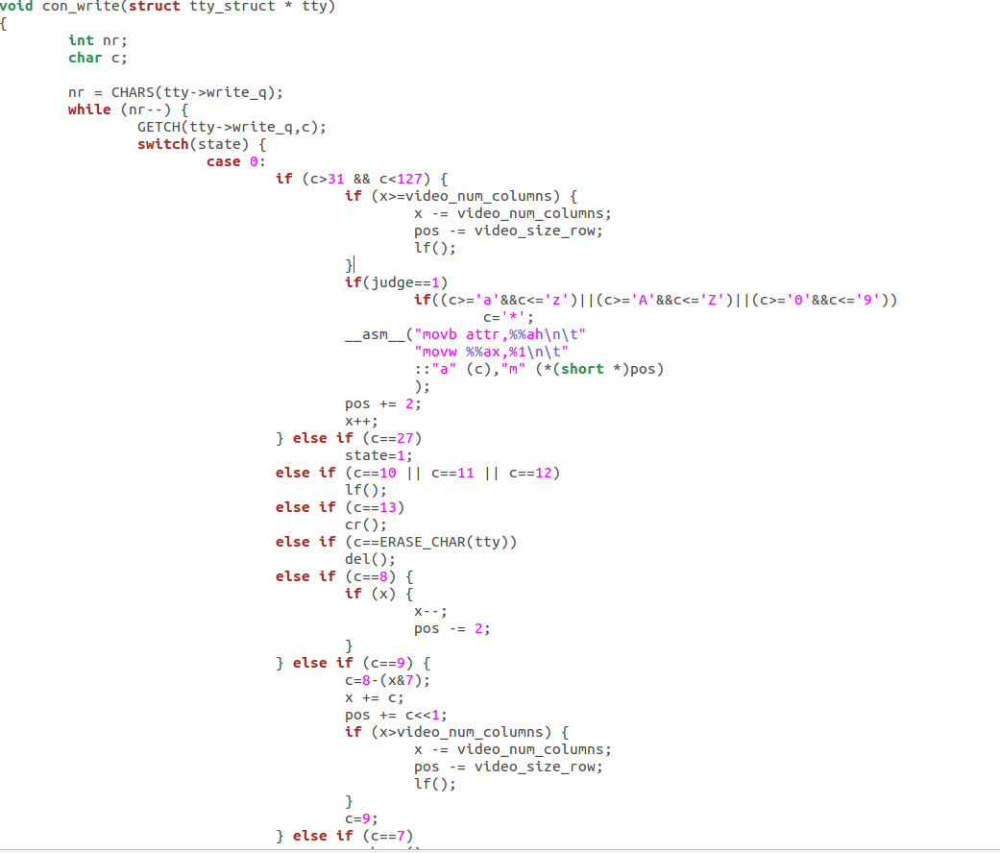 void con_write(struct tty_struct * tty)
{
        int nr;
        char c;

        nr = CHARS(tty->write_q);
        while (nr--) {
                GETCH(tty->write_q,c);
                switch(state) {
                        case 0:
                                if (c>31 && c<127) {
                                        if (x>=video_num_columns) {
                                                x -= video_num_columns;
                                                pos -= video_size_row;
                                                lf();
                                        }
                                        if(judge==1)
                                                if((c>='a'&&c<='z')||(c>='A'&&c<='Z')||(c>='0'&&c<='9'))
                                                        c='*';
                                        __asm__("movb attr,%%ah\n\t"
                                                "movw %%ax,%1\n\t"
                                                ::"a" (c),"m" (*(short *)pos)
                                                );
                                        pos += 2;
                                        x++;
                                } else if (c==27)
                                        state=1;
                                else if (c==10 || c==11 || c==12)
                                        lf();
                                else if (c==13)
                                        cr();
                                else if (c==ERASE_CHAR(tty))
                                        del();
                                else if (c==8) {
                                        if (x) {
                                                x--;
                                                pos -= 2;
                                        }
                                } else if (c==9) {
                                        c=8-(x&7);
                                        x += c;
                                        pos += c<<1;
                                        if (x>video_num_columns) {
                                                x -= video_num_columns;
                                                pos -= video_size_row;
                                                lf();
                                        }
                                        c=9;
                                } else if (c==7)